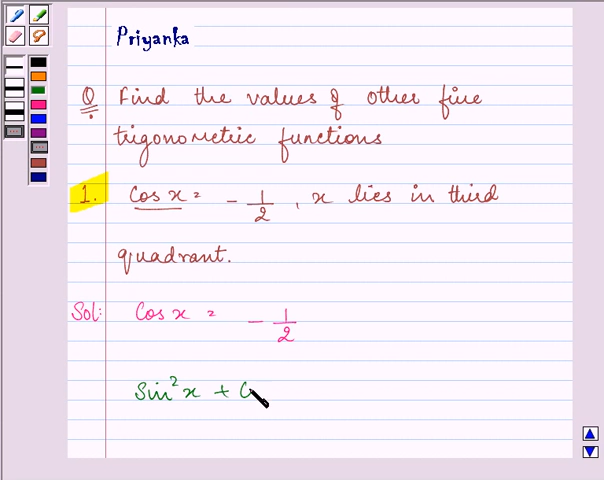 Priyanka
Q Find the values of other five
trigonometric functions
1. Cos x = - 1/2 , x lies in third
quadrant.
Sol: Cos x = - 1/2
Sin²x + C